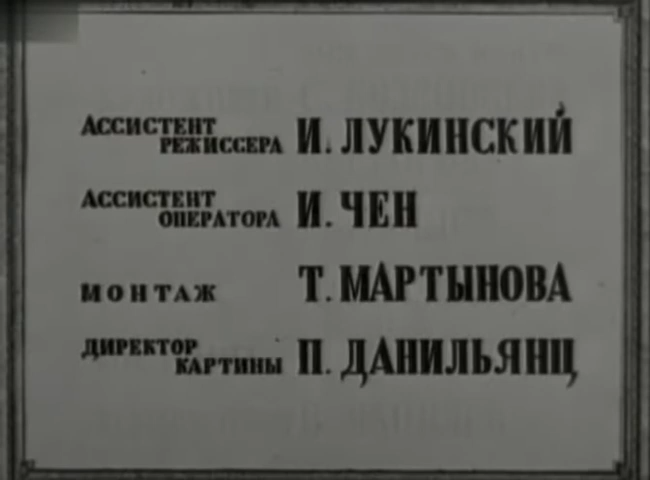 АССИСТЕНТ
РЕЖИССЕРА И. ЛУКИНСКИЙ
АССИСТЕНТ
ОПЕРАТОРА И. ЧЕН
МОНТАЖ Т. МАРТЫНОВА
ДИРЕКТОР
КАРТИНЫ П. ДАНИЛЬЯНЦ